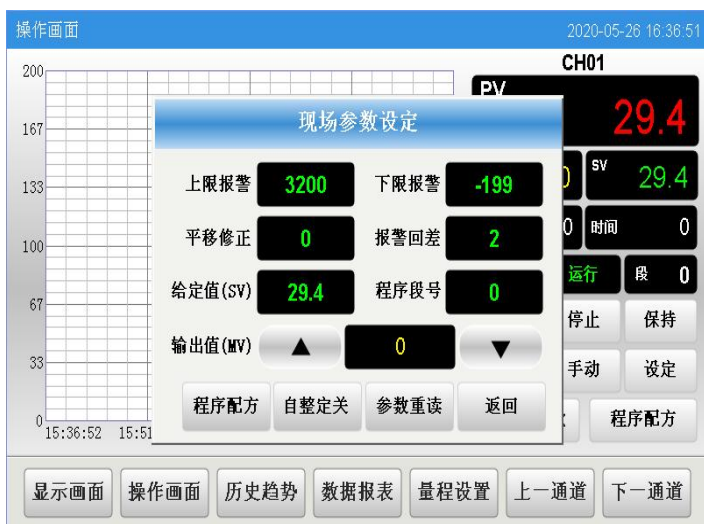 操作画面 2020-05-26 16:36:51
CH01
200
PV
29.4
167
现场参数设定
上限报警 3200 下限报警 -199
SV 29.4
133
平移修正 0 报警回差 2
0 时间 0
100
给定值(SV) 29.4 程序段号 0
运行 段 0
67
停止 保持
输出值(MV) ▲ 0 ▼
33
手动 设定
程序配方 自整定关 参数重读 返回
程序配方
0
15:36:52 15:51
显示画面 操作画面 历史趋势 数据报表 量程设置 上一通道 下一通道